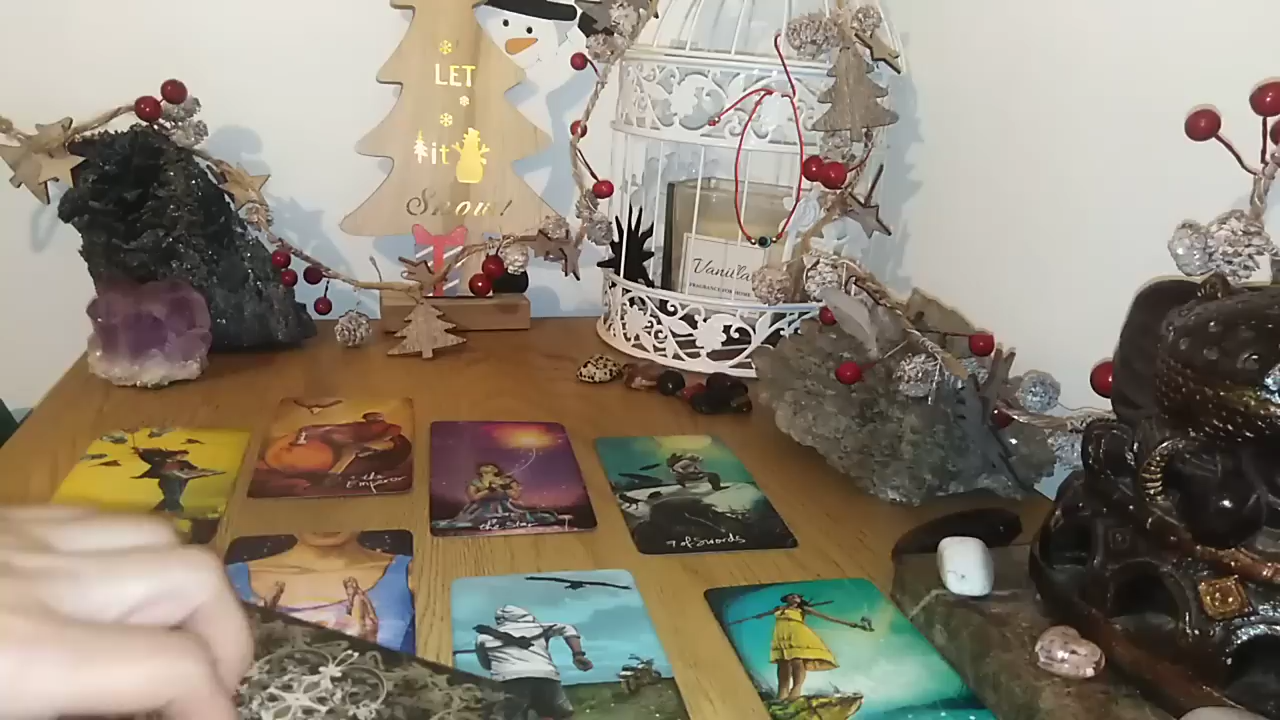 LET
it
Snow!
Vanilla
FRAGRANCE FOR HOME
the
Emperor
the Star
7 of Swords